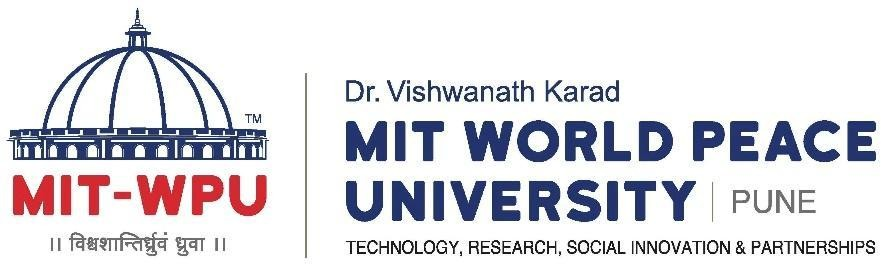 TM
MIT-WPU
॥ विश्वशान्तिर्ध्रुवं ध्रुवा ॥
Dr. Vishwanath Karad
MIT WORLD PEACE
UNIVERSITY | PUNE
TECHNOLOGY, RESEARCH, SOCIAL INNOVATION & PARTNERSHIPS